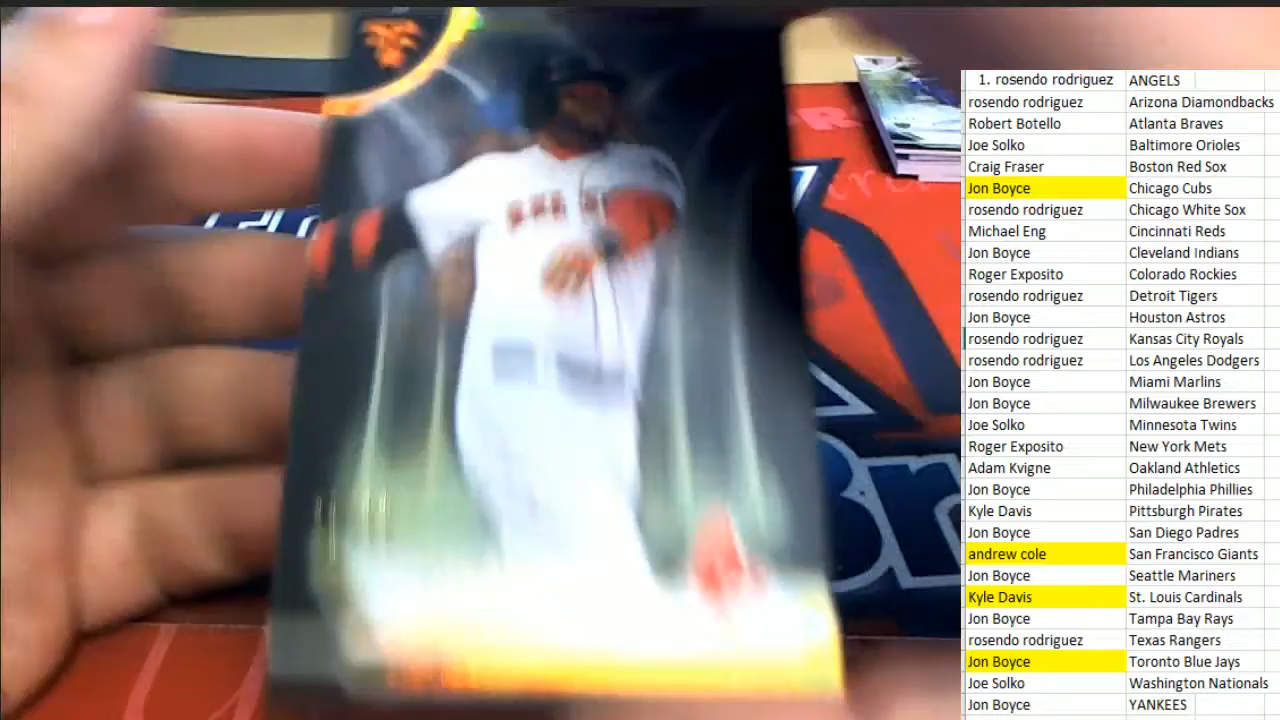 1. rosendo rodriguez ANGELS
rosendo rodriguez Arizona Diamondbacks
Robert Botello Atlanta Braves
Joe Solko Baltimore Orioles
Craig Fraser Boston Red Sox
Jon Boyce Chicago Cubs
rosendo rodriguez Chicago White Sox
Michael Eng Cincinnati Reds
Jon Boyce Cleveland Indians
Roger Exposito Colorado Rockies
rosendo rodriguez Detroit Tigers
Jon Boyce Houston Astros
rosendo rodriguez Kansas City Royals
rosendo rodriguez Los Angeles Dodgers
Jon Boyce Miami Marlins
Jon Boyce Milwaukee Brewers
Joe Solko Minnesota Twins
Roger Exposito New York Mets
Adam Kvigne Oakland Athletics
Jon Boyce Philadelphia Phillies
Kyle Davis Pittsburgh Pirates
Jon Boyce San Diego Padres
andrew cole San Francisco Giants
Jon Boyce Seattle Mariners
Kyle Davis St. Louis Cardinals
Jon Boyce Tampa Bay Rays
rosendo rodriguez Texas Rangers
Jon Boyce Toronto Blue Jays
Joe Solko Washington Nationals
Jon Boyce YANKEES